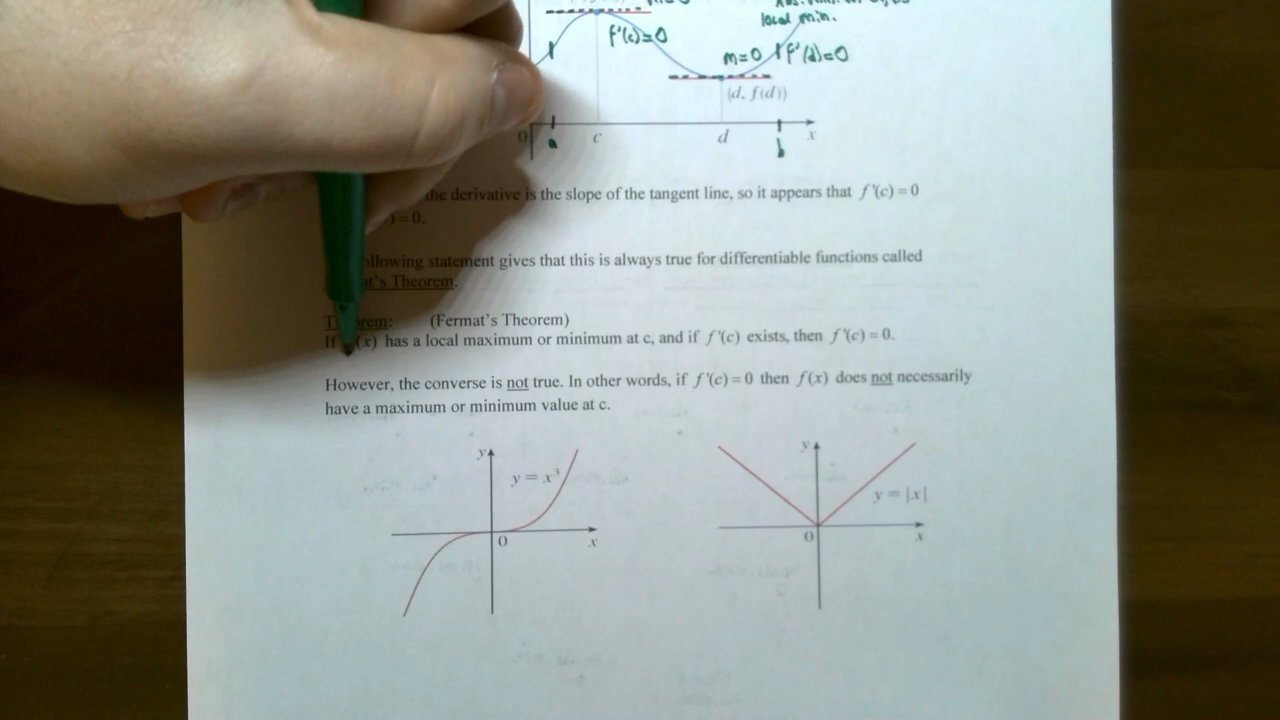 local min.
f'(c)=0
m=0 f'(d)=0
(d, f(d))
0 c d x
a b
the derivative is the slope of the tangent line, so it appears that f'(c) = 0
) = 0.
ollowing statement gives that this is always true for differentiable functions called
t's Theorem.
(Fermat's Theorem)
If (x) has a local maximum or minimum at c, and if f'(c) exists, then f'(c) = 0.
However, the converse is not true. In other words, if f'(c) = 0 then f(x) does not necessarily
have a maximum or minimum value at c.
y y
y = x³ y = |x|
0 x 0 x